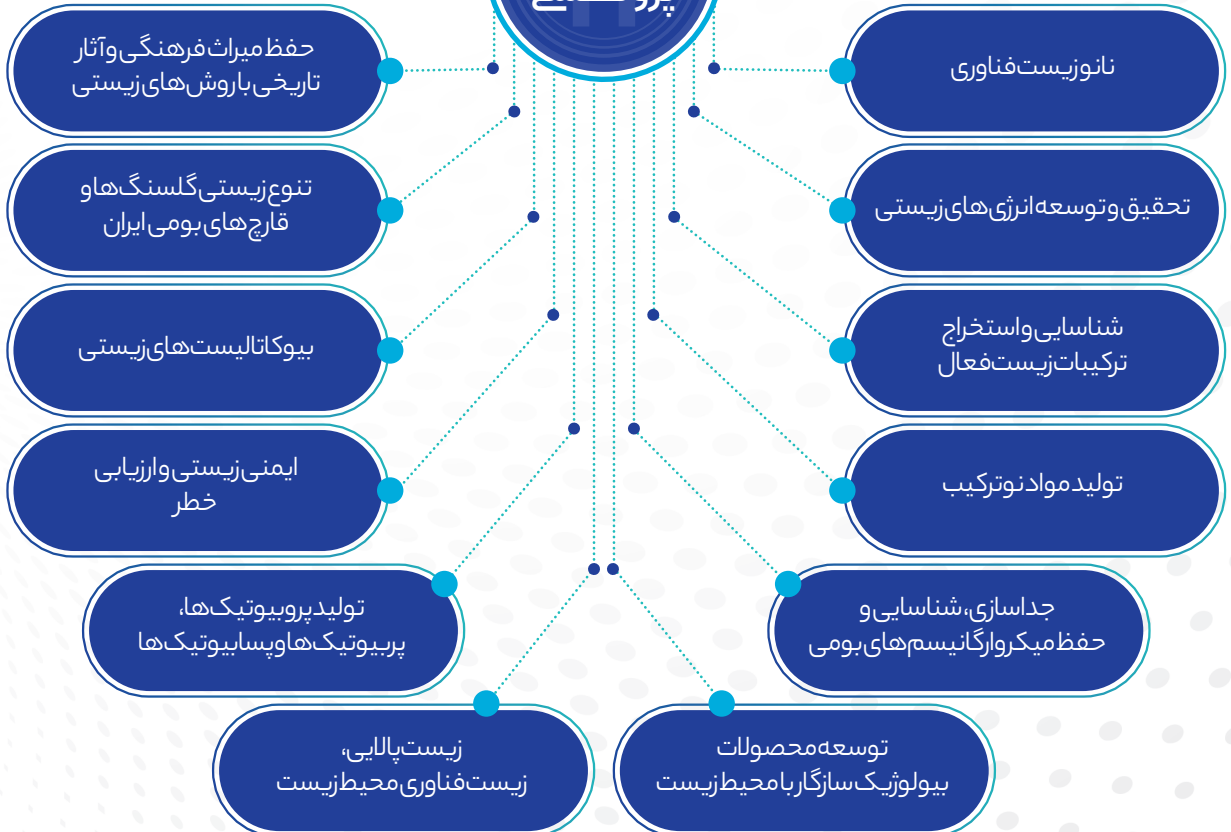 نانوزیست‌فناوری
تحقیق و توسعه انرژی‌های زیستی
شناسایی و استخراج
ترکیبات زیست‌فعال
تولید مواد نوترکیب
جداسازی، شناسایی و
حفظ میکروارگانیسم‌های بومی
توسعه محصولات
بیولوژیک سازگار با محیط زیست
حفظ میراث فرهنگی و آثار
تاریخی با روش‌های زیستی
تنوع زیستی گلسنگ‌ها و
قارچ‌های بومی ایران
بیوکاتالیست‌های زیستی
ایمنی زیستی و ارزیابی
خطر
تولید پروبیوتیک‌ها،
پربیوتیک‌ها و پسابیوتیک‌ها
زیست‌پالایی،
زیست‌فناوری محیط زیست